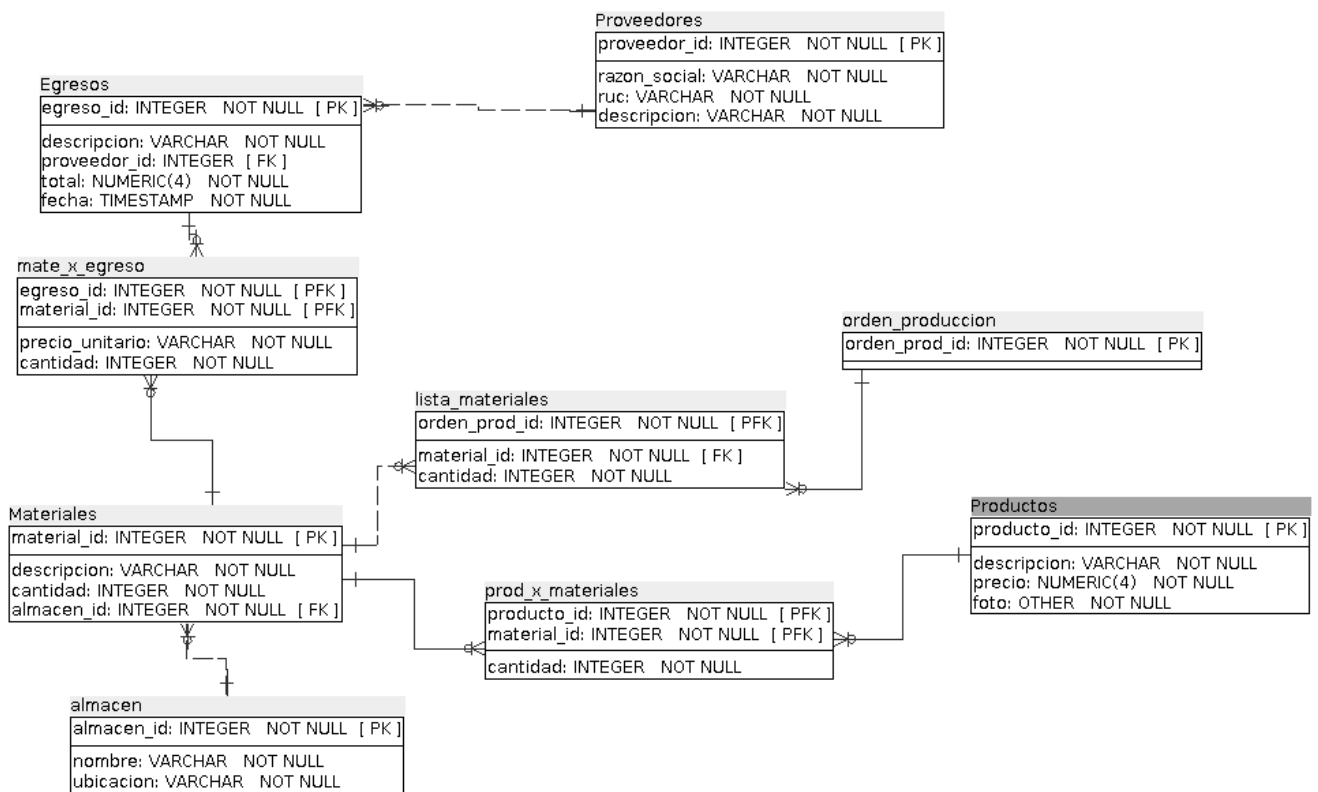 Proveedores
proveedor_id: INTEGER NOT NULL [ PK ]
razon_social: VARCHAR NOT NULL
ruc: VARCHAR NOT NULL
descripcion: VARCHAR NOT NULL
Egresos
egreso_id: INTEGER NOT NULL [ PK ]
descripcion: VARCHAR NOT NULL
proveedor_id: INTEGER [ FK ]
total: NUMERIC(4) NOT NULL
fecha: TIMESTAMP NOT NULL
mate_x_egreso
egreso_id: INTEGER NOT NULL [ PFK ]
material_id: INTEGER NOT NULL [ PFK ]
precio_unitario: VARCHAR NOT NULL
cantidad: INTEGER NOT NULL
orden_produccion
orden_prod_id: INTEGER NOT NULL [ PK ]
lista_materiales
orden_prod_id: INTEGER NOT NULL [ PFK ]
material_id: INTEGER NOT NULL [ FK ]
cantidad: INTEGER NOT NULL
Productos
producto_id: INTEGER NOT NULL [ PK ]
descripcion: VARCHAR NOT NULL
precio: NUMERIC(4) NOT NULL
foto: OTHER NOT NULL
Materiales
material_id: INTEGER NOT NULL [ PK ]
descripcion: VARCHAR NOT NULL
cantidad: INTEGER NOT NULL
almacen_id: INTEGER NOT NULL [ FK ]
prod_x_materiales
producto_id: INTEGER NOT NULL [ PFK ]
material_id: INTEGER NOT NULL [ PFK ]
cantidad: INTEGER NOT NULL
almacen
almacen_id: INTEGER NOT NULL [ PK ]
nombre: VARCHAR NOT NULL
ubicacion: VARCHAR NOT NULL